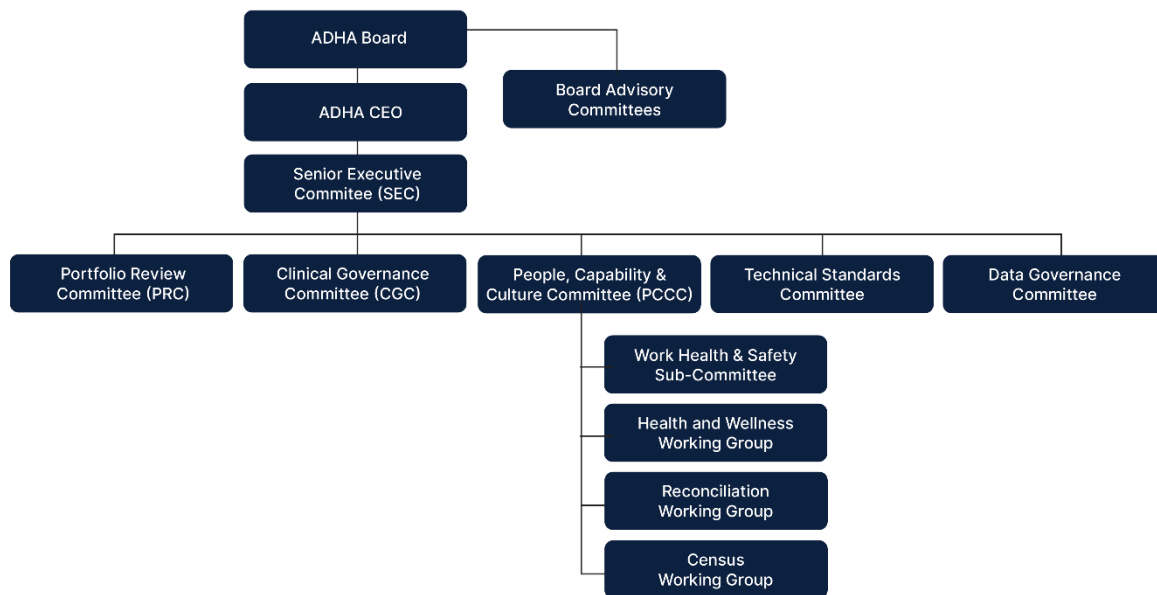 ADHA Board
Board Advisory
Committees
ADHA CEO
Senior Executive
Commitee (SEC)
Portfolio Review
Committee (PRC)
Clinical Governance
Committee (CGC)
People, Capability &
Culture Committee (PCCC)
Technical Standards
Committee
Data Governance
Committee
Work Health & Safety
Sub-Committee
Health and Wellness
Working Group
Reconciliation
Working Group
Census
Working Group